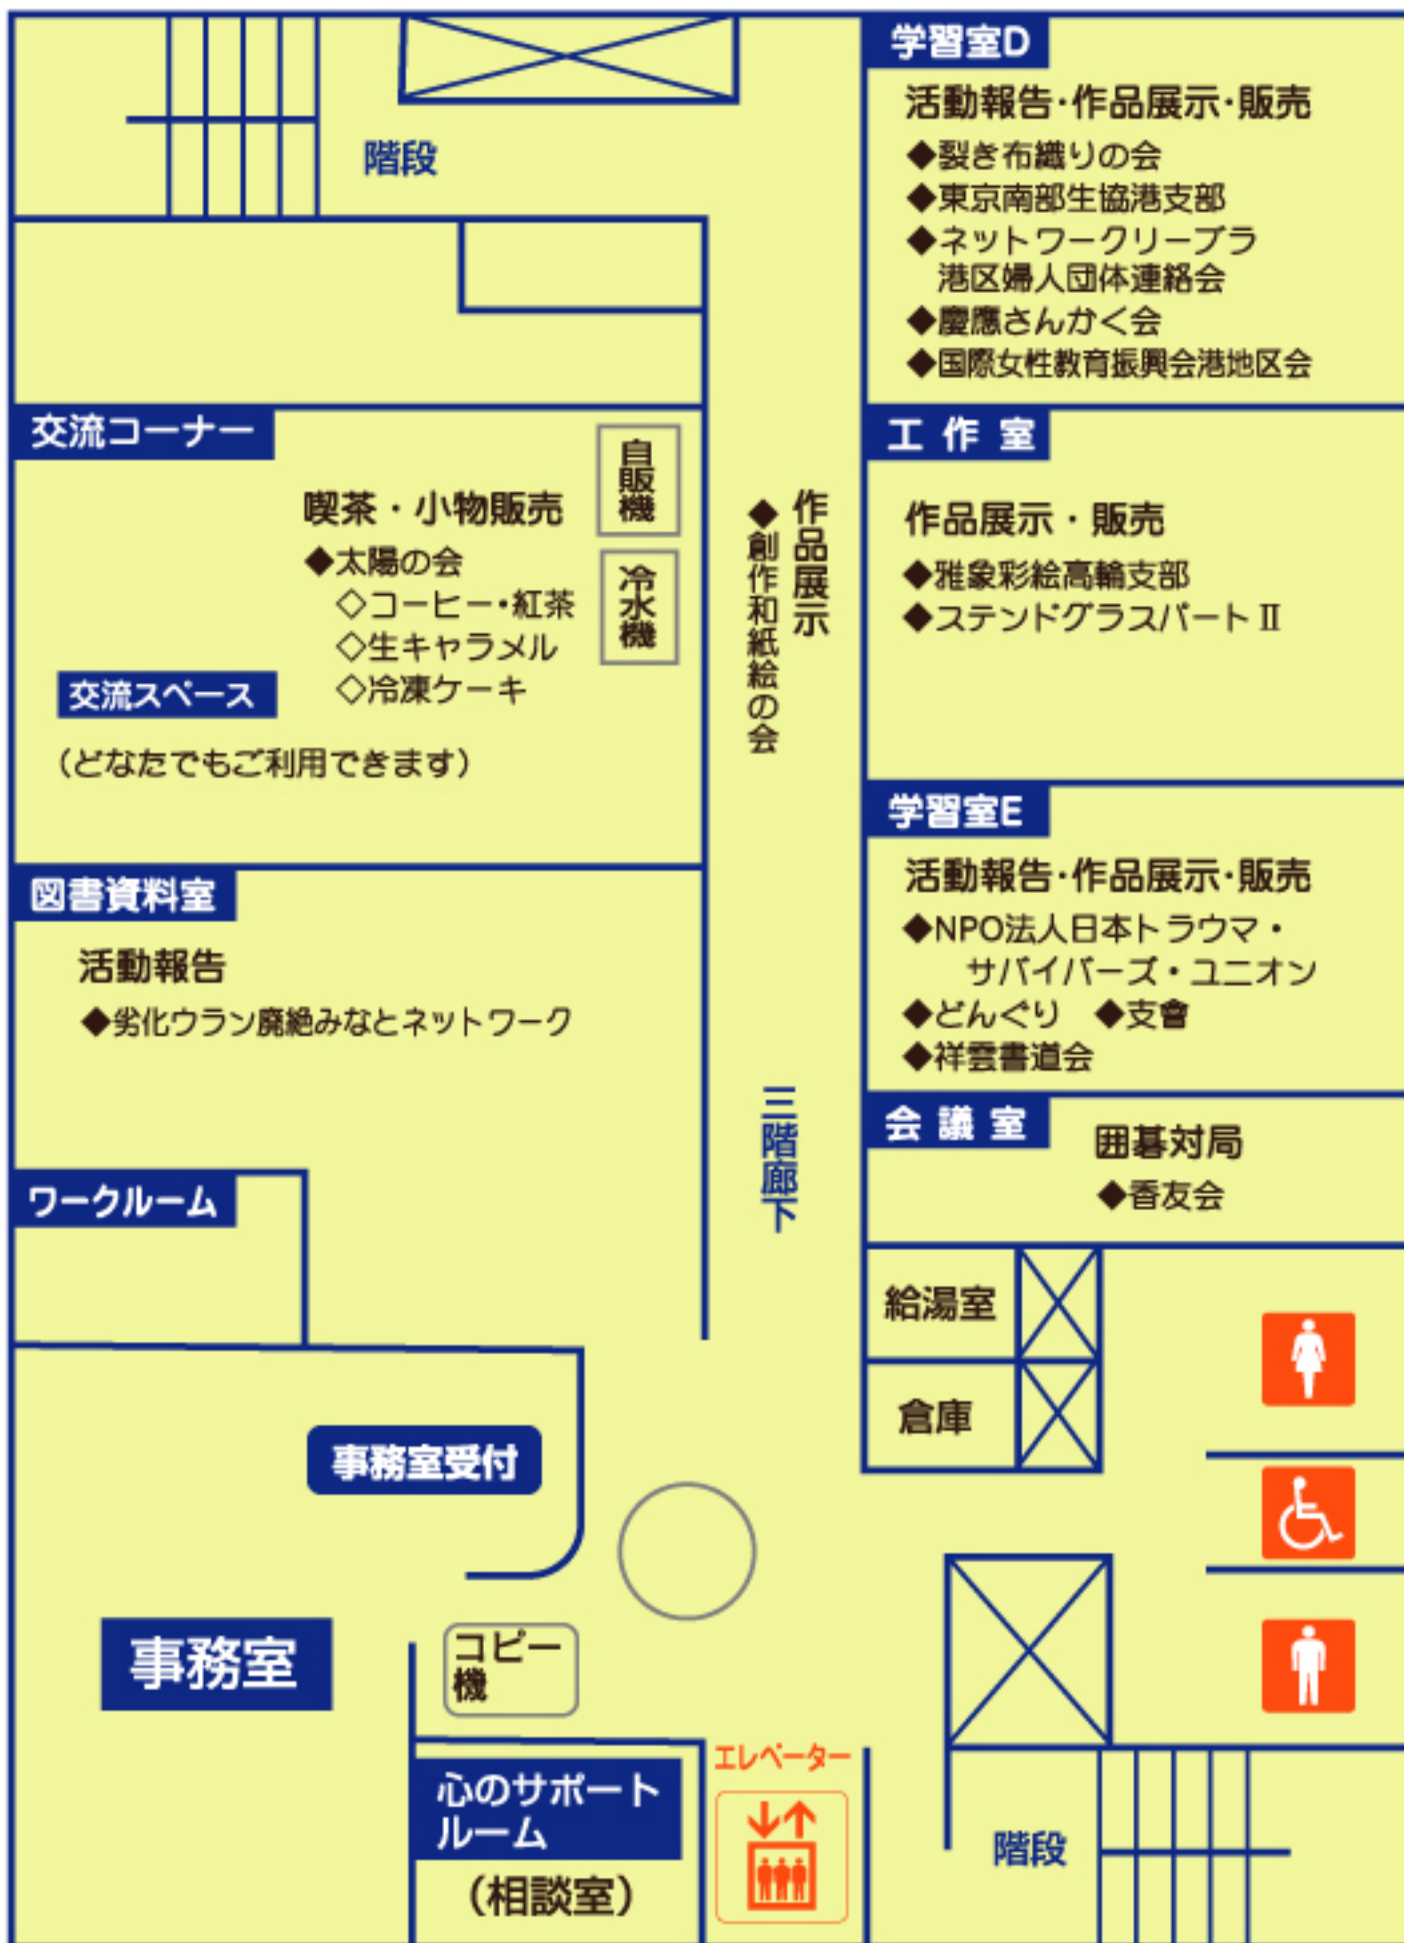 階段
交流コーナー
喫茶・小物販売
◆太陽の会
◇コーヒー・紅茶
◇生キャラメル
◇冷凍ケーキ
自販機
冷水機
交流スペース
（どなたでもご利用できます）
図書資料室
活動報告
◆劣化ウラン廃絶みなとネットワーク
ワークルーム
作品展示
◆創作和紙絵の会
三階廊下
学習室D
活動報告・作品展示・販売
◆裂き布織りの会
◆東京南部生協港支部
◆ネットワークリーブラ
港区婦人団体連絡会
◆慶應さんかく会
◆国際女性教育振興会港地区会
工作室
作品展示・販売
◆雅象彩絵高輪支部
◆ステンドグラスパートⅡ
学習室E
活動報告・作品展示・販売
◆NPO法人日本トラウマ・
サバイバーズ・ユニオン
◆どんぐり ◆支會
◆祥雲書道会
会議室
囲碁対局
◆香友会
給湯室
倉庫
事務室受付
事務室
コピー
機
心のサポート
ルーム
（相談室）
エレベーター
階段